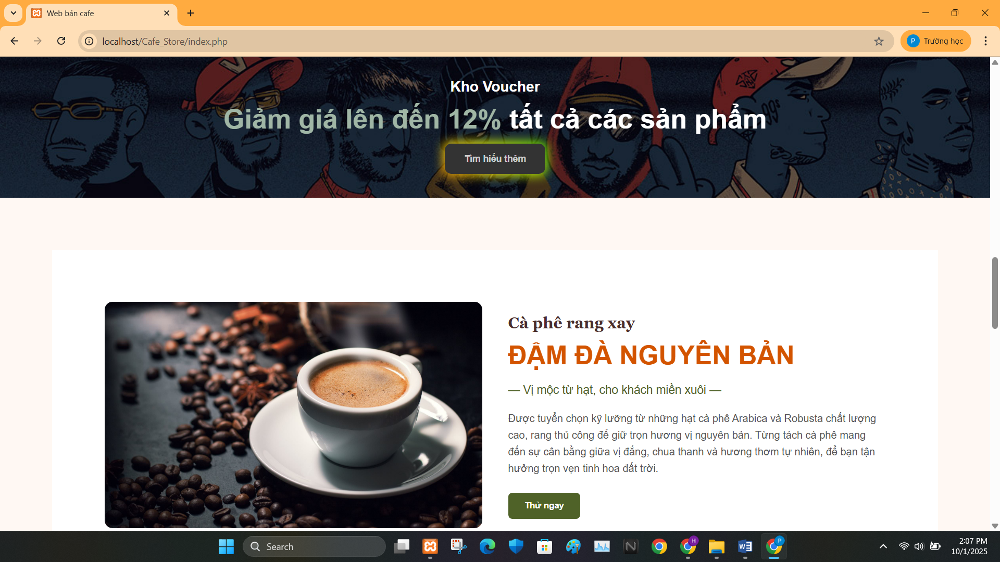 Web bán cafe
localhost/Cafe_Store/index.php
P Trường học
Kho Voucher
Giảm giá lên đến 12% tất cả các sản phẩm
Tìm hiểu thêm
Cà phê rang xay
ĐẬM ĐÀ NGUYÊN BẢN
— Vị mộc từ hạt, cho khách miền xuôi —
Được tuyển chọn kỹ lưỡng từ những hạt cà phê Arabica và Robusta chất lượng
cao, rang thủ công để giữ trọn hương vị nguyên bản. Từng tách cà phê mang
đến sự cân bằng giữa vị đắng, chua thanh và hương thơm tự nhiên, để bạn tận
hưởng trọn vẹn tinh hoa đất trời.
Thử ngay
Search
H
P
2:07 PM
10/1/2025